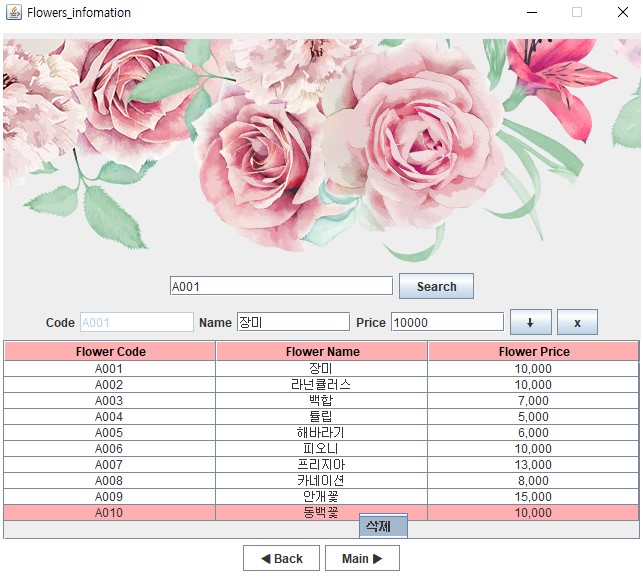 Flowers_infomation
A001 Search
Code A001 Name 장미 Price 10000 ↓ x
Flower Code Flower Name Flower Price
A001 장미 10,000
A002 라넌큘러스 10,000
A003 백합 7,000
A004 튤립 5,000
A005 해바라기 6,000
A006 피오니 10,000
A007 프리지아 13,000
A008 카네이션 8,000
A009 안개꽃 15,000
A010 동백꽃 10,000
삭제
◀ Back Main ▶